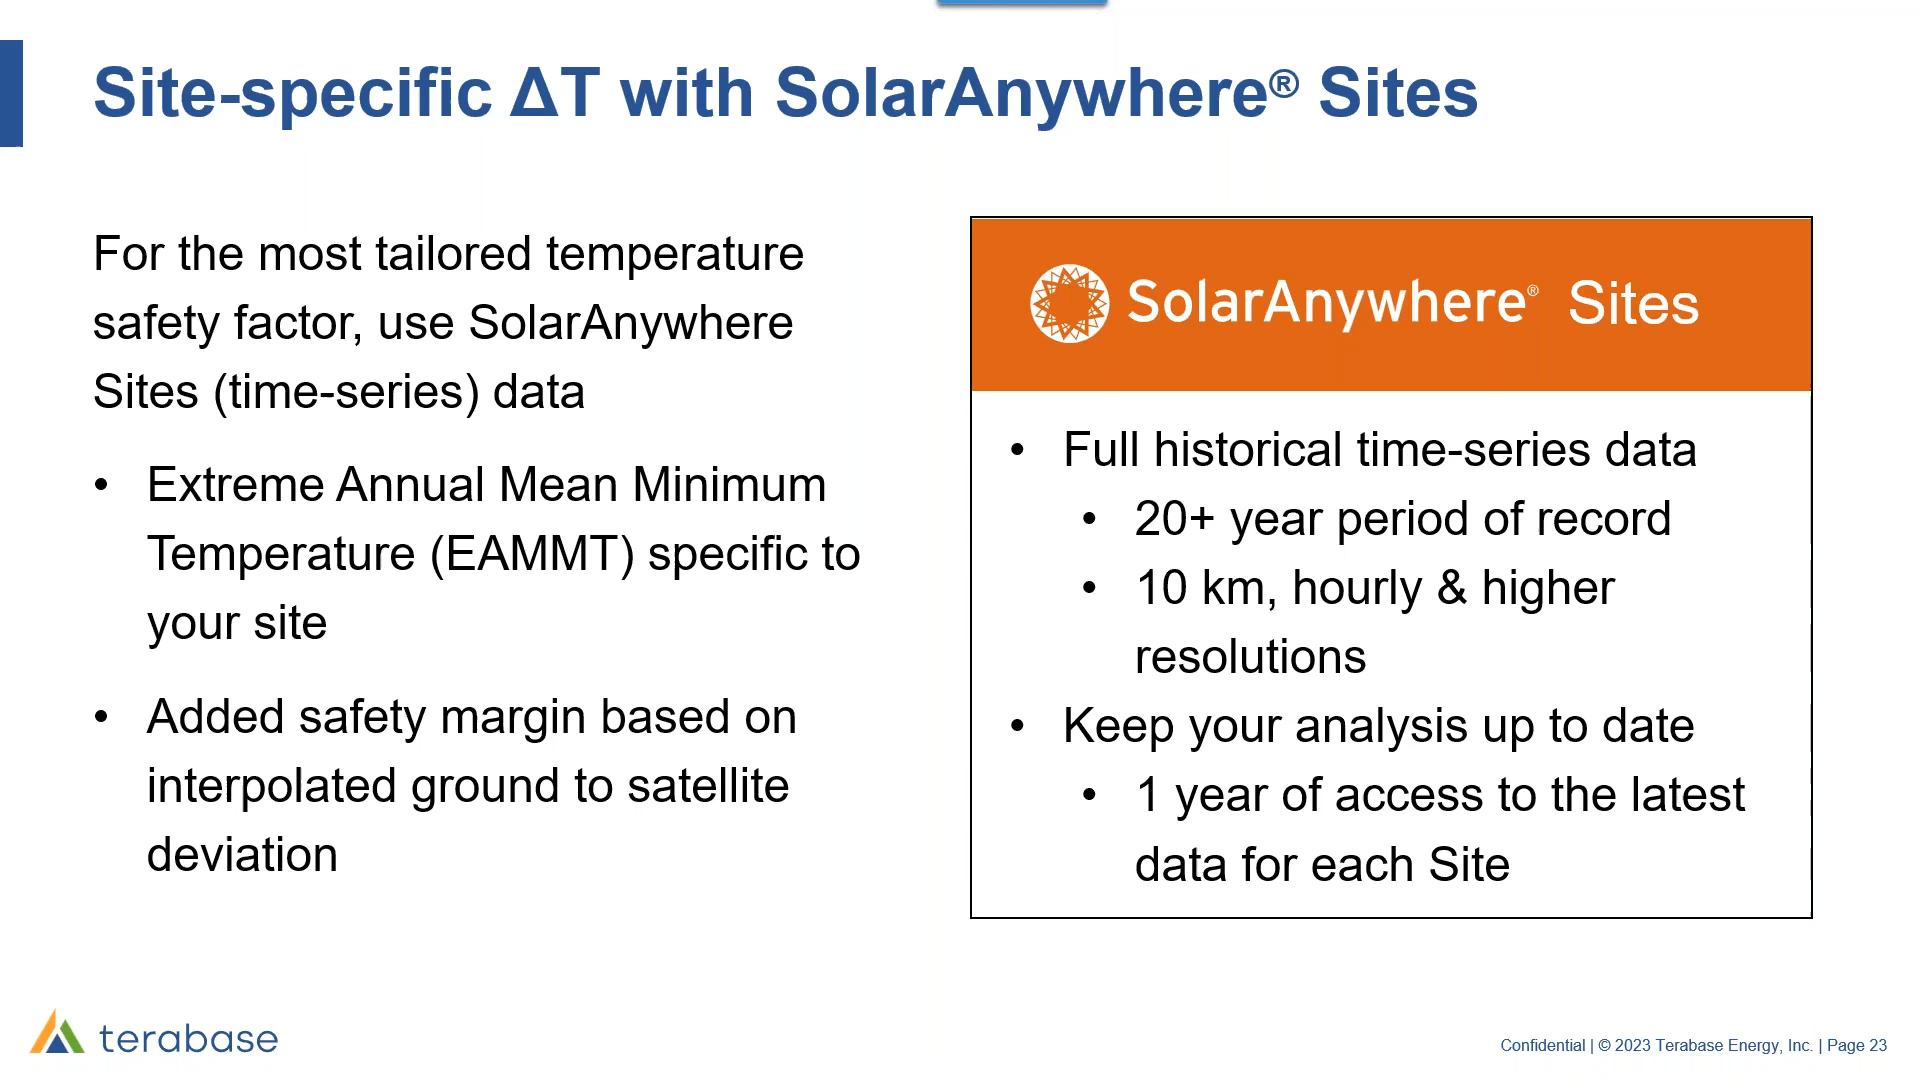 Site-specific ΔT with SolarAnywhere® Sites
For the most tailored temperature
safety factor, use SolarAnywhere
Sites (time-series) data
• Extreme Annual Mean Minimum
Temperature (EAMMT) specific to
your site
• Added safety margin based on
interpolated ground to satellite
deviation
SolarAnywhere® Sites
• Full historical time-series data
• 20+ year period of record
• 10 km, hourly & higher
resolutions
• Keep your analysis up to date
• 1 year of access to the latest
data for each Site
terabase
Confidential | © 2023 Terabase Energy, Inc. | Page 23